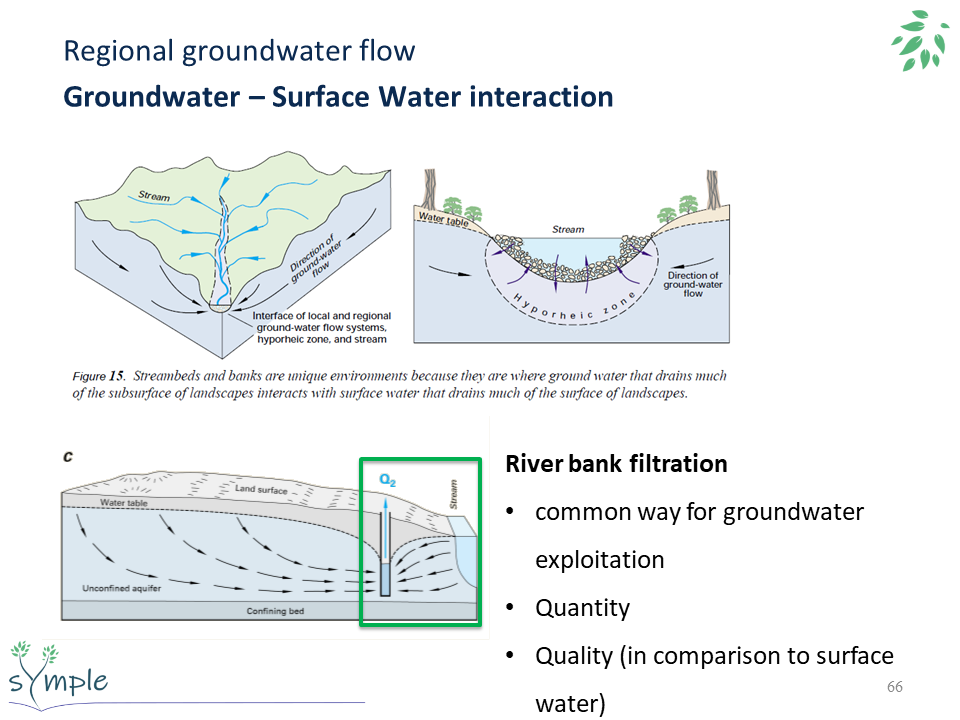 Regional groundwater flow
Groundwater – Surface Water interaction
Stream
Direction of
ground-water
flow
Interface of local and regional
ground-water flow systems,
hyporheic zone, and stream
Water table
Stream
Direction of
ground-water
flow
Hyporheic zone
Figure 15. Streambeds and banks are unique environments because they are where ground water that drains much
of the subsurface of landscapes interacts with surface water that drains much of the surface of landscapes.
C
Q2
Stream
Land surface
Water table
Unconfined aquifer
Confining bed
River bank filtration
• common way for groundwater
exploitation
• Quantity
• Quality (in comparison to surface
water)
sYmple
66